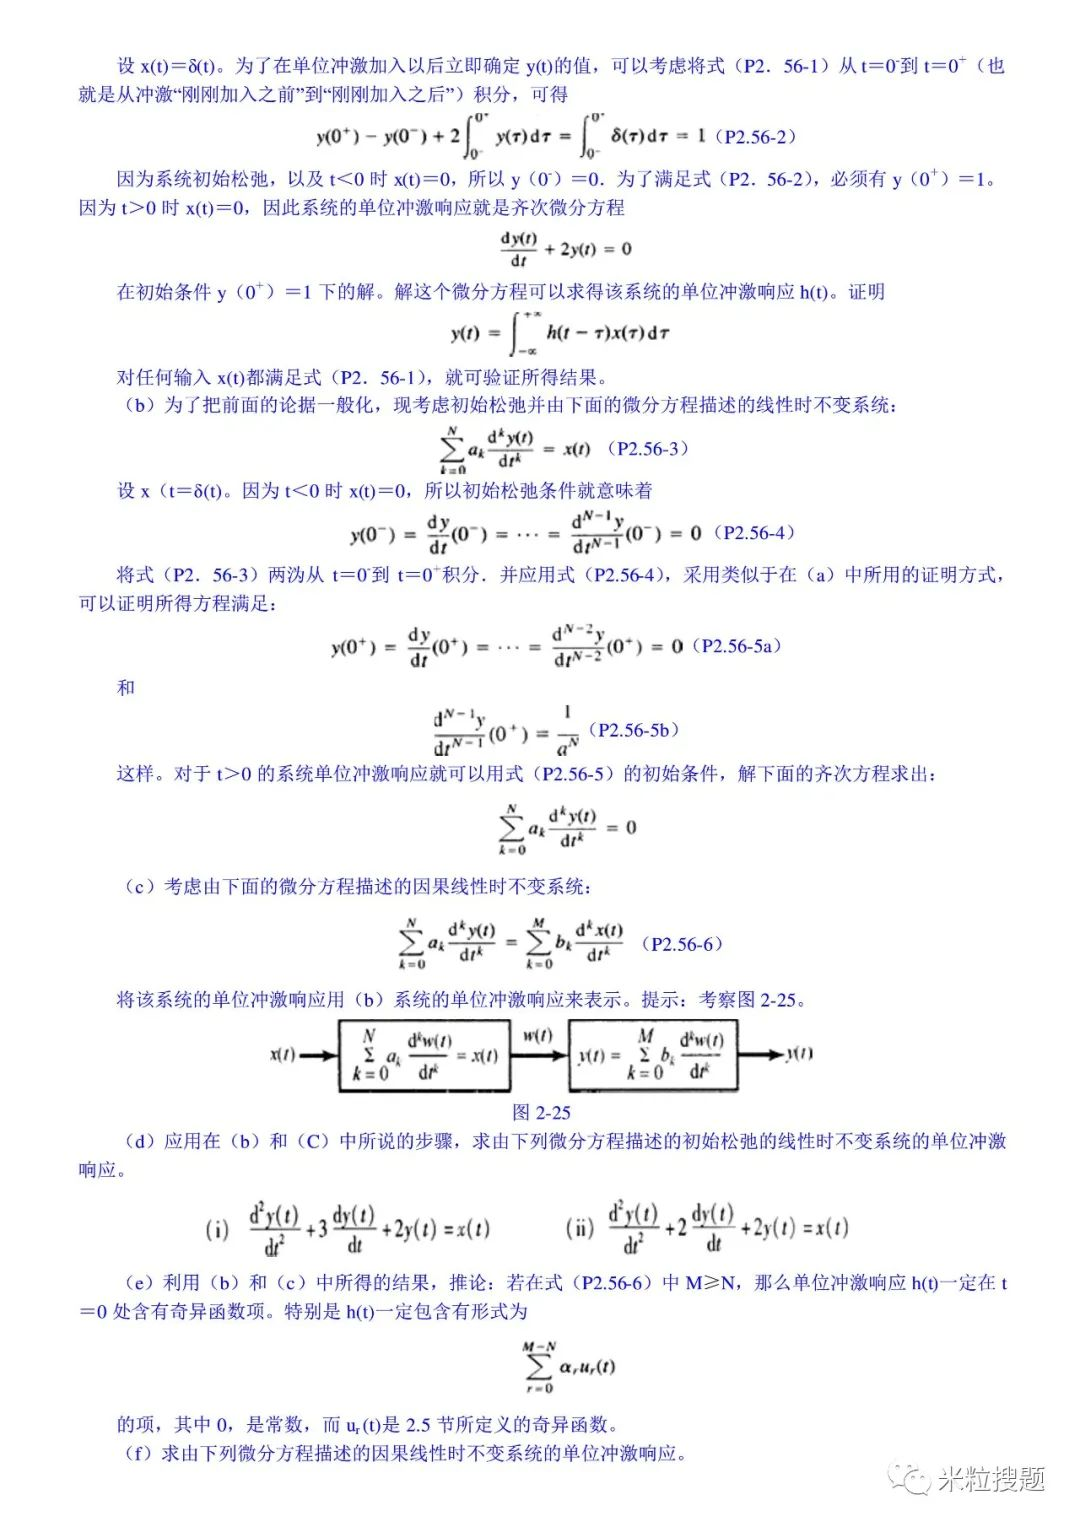 设 x(t)＝δ(t)。为了在单位冲激加入以后立即确定 y(t)的值，可以考虑将式（P2．56-1）从 t＝0⁻到 t＝0⁺（也
就是从冲激“刚刚加入之前”到“刚刚加入之后”）积分，可得
y(0⁺) − y(0⁻) + 2∫_{0⁻}^{0⁺} y(τ)dτ = ∫_{0⁻}^{0⁺} δ(τ)dτ = 1（P2.56-2）
因为系统初始松弛，以及 t＜0 时 x(t)=0，所以 y（0⁻）＝0．为了满足式（P2．56-2），必须有 y（0⁺）＝1。
因为 t＞0 时 x(t)＝0，因此系统的单位冲激响应就是齐次微分方程
dy(t)/dt + 2y(t) = 0
在初始条件 y（0⁺）＝1 下的解。解这个微分方程可以求得该系统的单位冲激响应 h(t)。证明
y(t) = ∫_{−∞}^{+∞} h(t − τ)x(τ)dτ
对任何输入 x(t)都满足式（P2．56-1），就可验证所得结果。
（b）为了把前面的论据一般化，现考虑初始松弛并由下面的微分方程描述的线性时不变系统：
∑_{k=0}^{N} a_k d^k y(t)/dt^k = x(t) （P2.56-3）
设 x（t＝δ(t)。因为 t＜0 时 x(t)＝0，所以初始松弛条件就意味着
y(0⁻) = dy/dt(0⁻) = ··· = d^{N−1}y/dt^{N−1}(0⁻) = 0（P2.56-4）
将式（P2．56-3）两沩从 t＝0⁻到 t＝0⁺积分．并应用式（P2.56-4），采用类似于在（a）中所用的证明方式，
可以证明所得方程满足：
y(0⁺) = dy/dt(0⁺) = ··· = d^{N−2}y/dt^{N−2}(0⁺) = 0（P2.56-5a）
和
d^{N−1}y/dt^{N−1}(0⁺) = 1/a^N（P2.56-5b）
这样。对于 t＞0 的系统单位冲激响应就可以用式（P2.56-5）的初始条件，解下面的齐次方程求出：
∑_{k=0}^{N} a_k d^k y(t)/dt^k = 0
（c）考虑由下面的微分方程描述的因果线性时不变系统：
∑_{k=0}^{N} a_k d^k y(t)/dt^k = ∑_{k=0}^{M} b_k d^k x(t)/dt^k （P2.56-6）
将该系统的单位冲激响应用（b）系统的单位冲激响应来表示。提示：考察图 2-25。
x(t) ∑_{k=0}^{N} a_k d^k w(t)/dt^k = x(t) w(t) y(t) = ∑_{k=0}^{M} b_k d^k w(t)/dt^k y(t)
图 2-25
（d）应用在（b）和（C）中所说的步骤，求由下列微分方程描述的初始松弛的线性时不变系统的单位冲激
响应。
(i) d²y(t)/dt² +3 dy(t)/dt +2y(t) =x(t) (ii) d²y(t)/dt² +2 dy(t)/dt +2y(t) =x(t)
（e）利用（b）和（c）中所得的结果，推论：若在式（P2.56-6）中 M≥N，那么单位冲激响应 h(t)一定在 t
＝0 处含有奇异函数项。特别是 h(t)一定包含有形式为
∑_{r=0}^{M−N} α_r u_r(t)
的项，其中 0，是常数，而 u_r(t)是 2.5 节所定义的奇异函数。
（f）求由下列微分方程描述的因果线性时不变系统的单位冲激响应。
米粒搜题